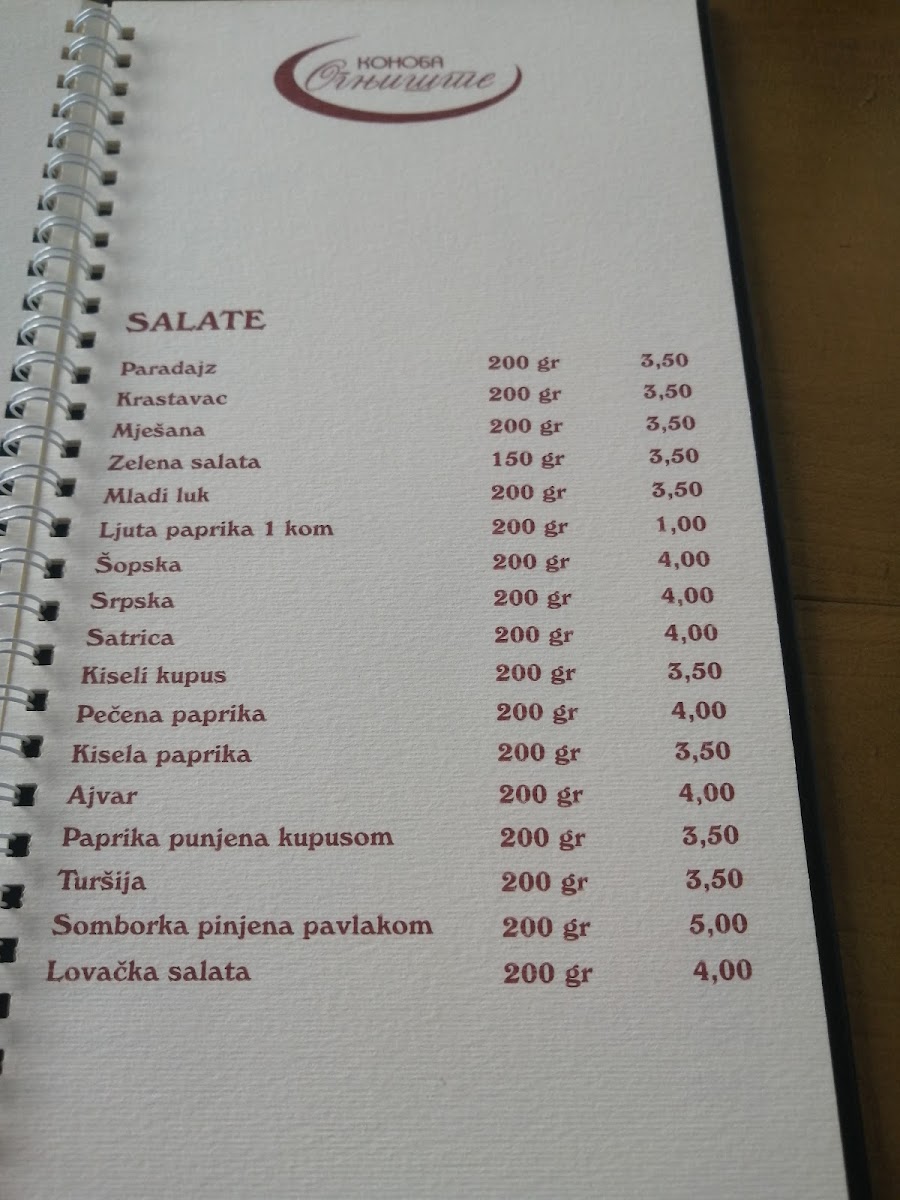 КОНОБА
Огњиште
SALATE
Paradajz 200 gr 3,50
Krastavac 200 gr 3,50
Mješana 200 gr 3,50
Zelena salata 150 gr 3,50
Mladi luk 200 gr 3,50
Ljuta paprika 1 kom 200 gr 1,00
Šopska 200 gr 4,00
Srpska 200 gr 4,00
Satrica 200 gr 4,00
Kiseli kupus 200 gr 3,50
Pečena paprika 200 gr 4,00
Kisela paprika 200 gr 3,50
Ajvar 200 gr 4,00
Paprika punjena kupusom 200 gr 3,50
Turšija 200 gr 3,50
Somborka pinjena pavlakom 200 gr 5,00
Lovačka salata 200 gr 4,00